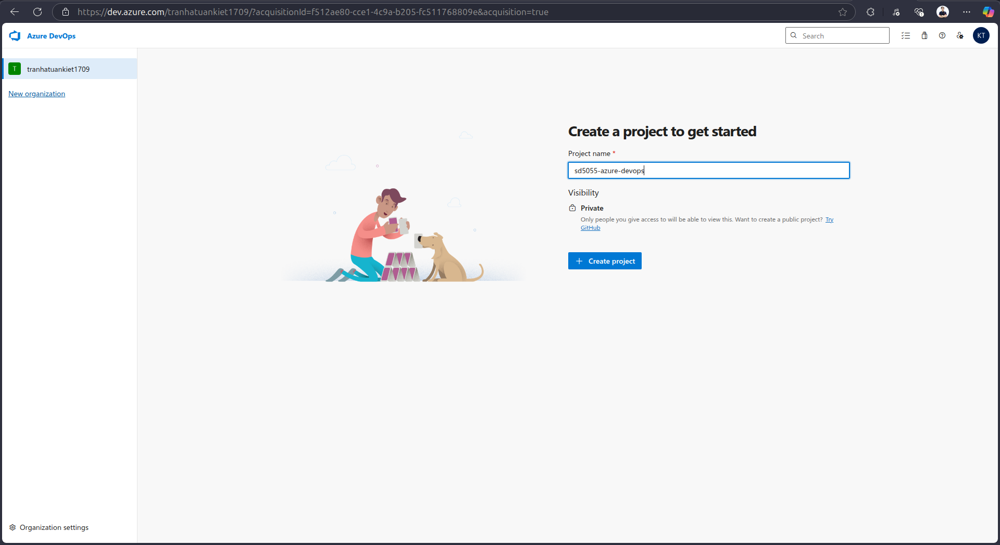 https://dev.azure.com/tranhatuankiet1709/?acquisitionId=f512ae80-cce1-4c9a-b205-fc511768809e&acquisition=true
Azure DevOps
Search
KT
T tranhatuankiet1709
New organization
Create a project to get started
Project name *
sd5055-azure-devops
Visibility
Private
Only people you give access to will be able to view this. Want to create a public project? Try
GitHub
+ Create project
Organization settings